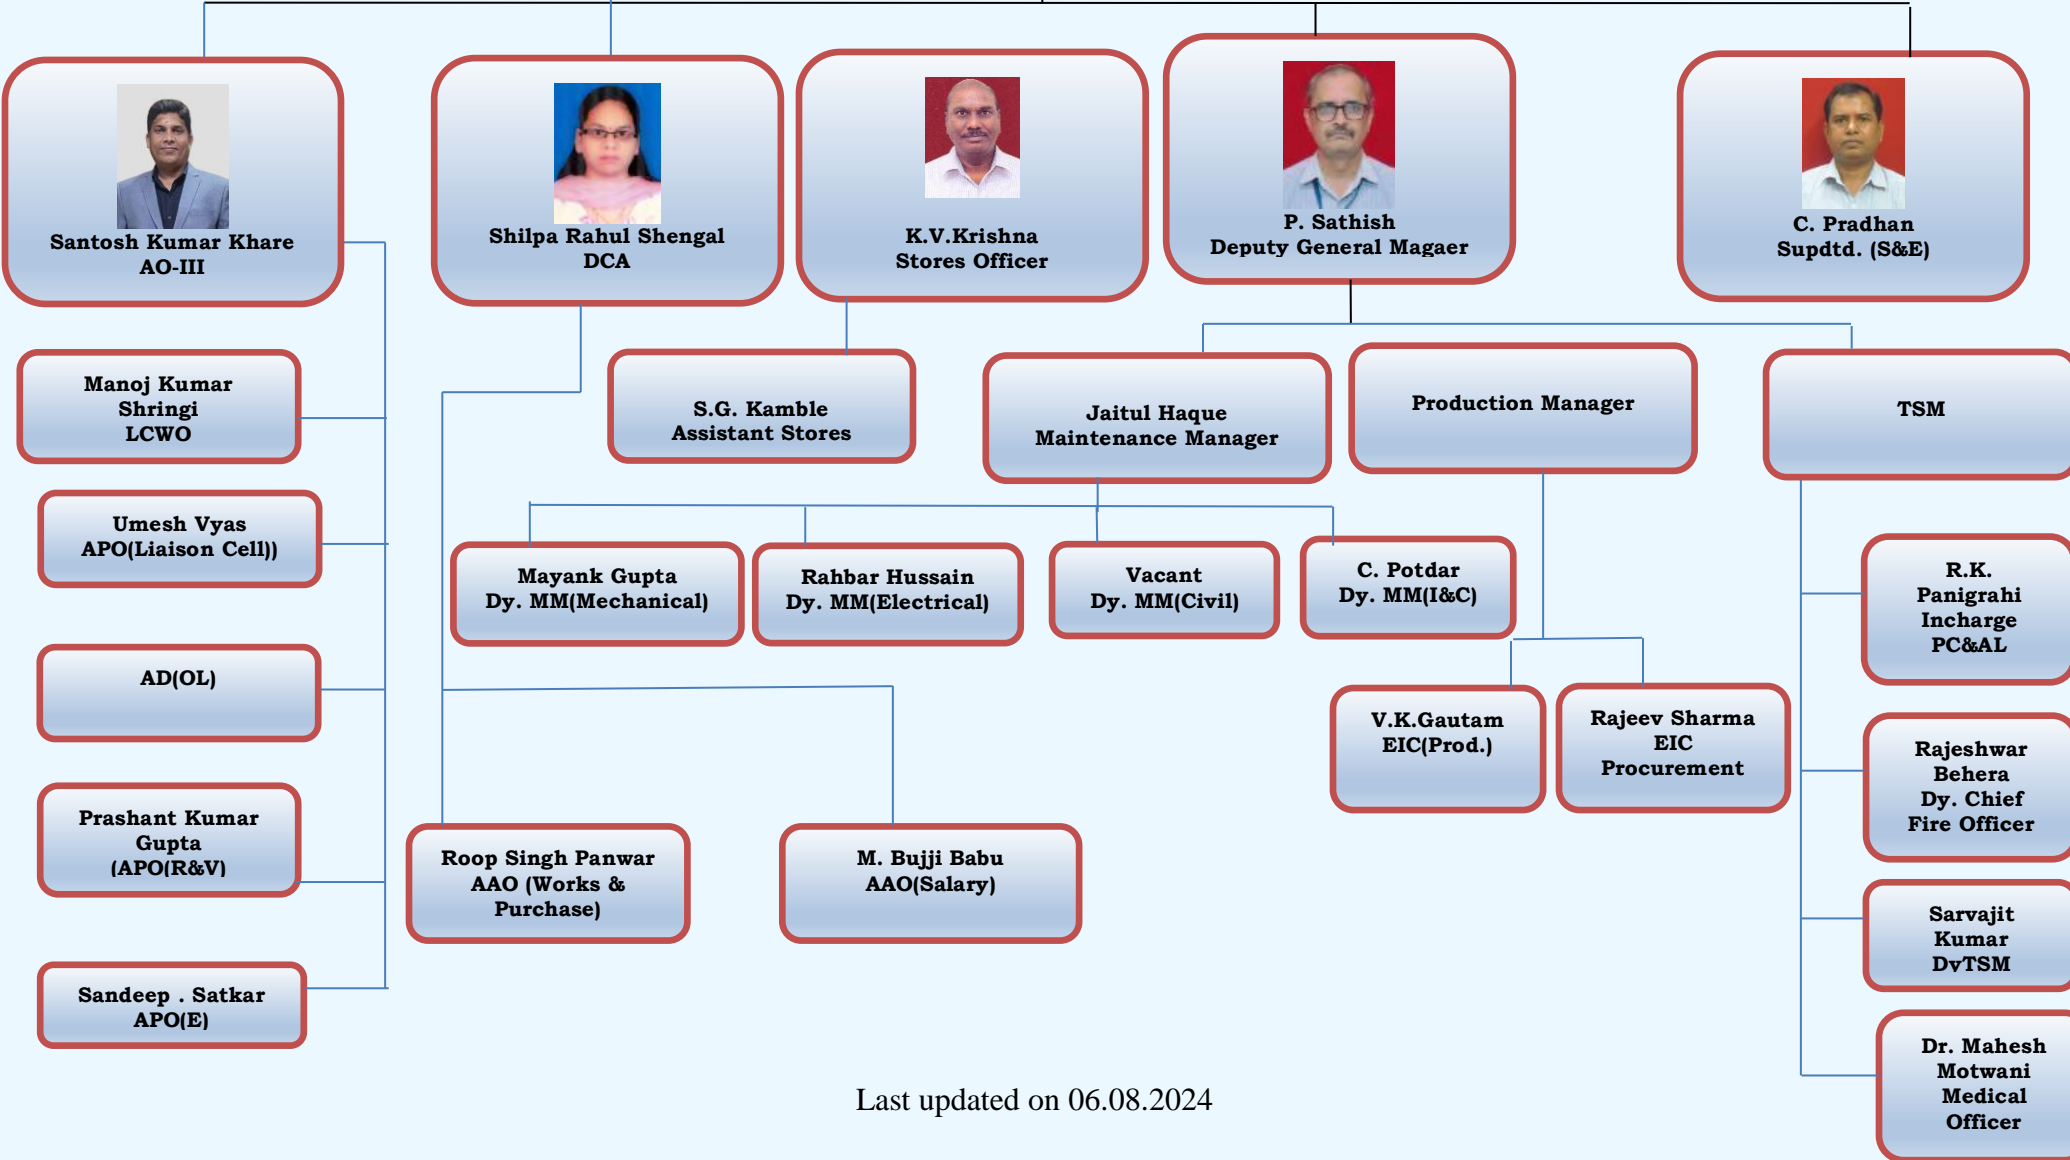 Santosh Kumar Khare
AO-III
Shilpa Rahul Shengal
DCA
K.V.Krishna
Stores Officer
P. Sathish
Deputy General Magaer
C. Pradhan
Supdtd. (S&E)
Manoj Kumar
Shringi
LCWO
Umesh Vyas
APO(Liaison Cell))
AD(OL)
Prashant Kumar
Gupta
(APO(R&V)
Sandeep . Satkar
APO(E)
S.G. Kamble
Assistant Stores
Jaitul Haque
Maintenance Manager
Production Manager
TSM
Mayank Gupta
Dy. MM(Mechanical)
Rahbar Hussain
Dy. MM(Electrical)
Vacant
Dy. MM(Civil)
C. Potdar
Dy. MM(I&C)
V.K.Gautam
EIC(Prod.)
Rajeev Sharma
EIC
Procurement
R.K.
Panigrahi
Incharge
PC&AL
Rajeshwar
Behera
Dy. Chief
Fire Officer
Sarvajit
Kumar
DyTSM
Dr. Mahesh
Motwani
Medical
Officer
Roop Singh Panwar
AAO (Works &
Purchase)
M. Bujji Babu
AAO(Salary)
Last updated on 06.08.2024